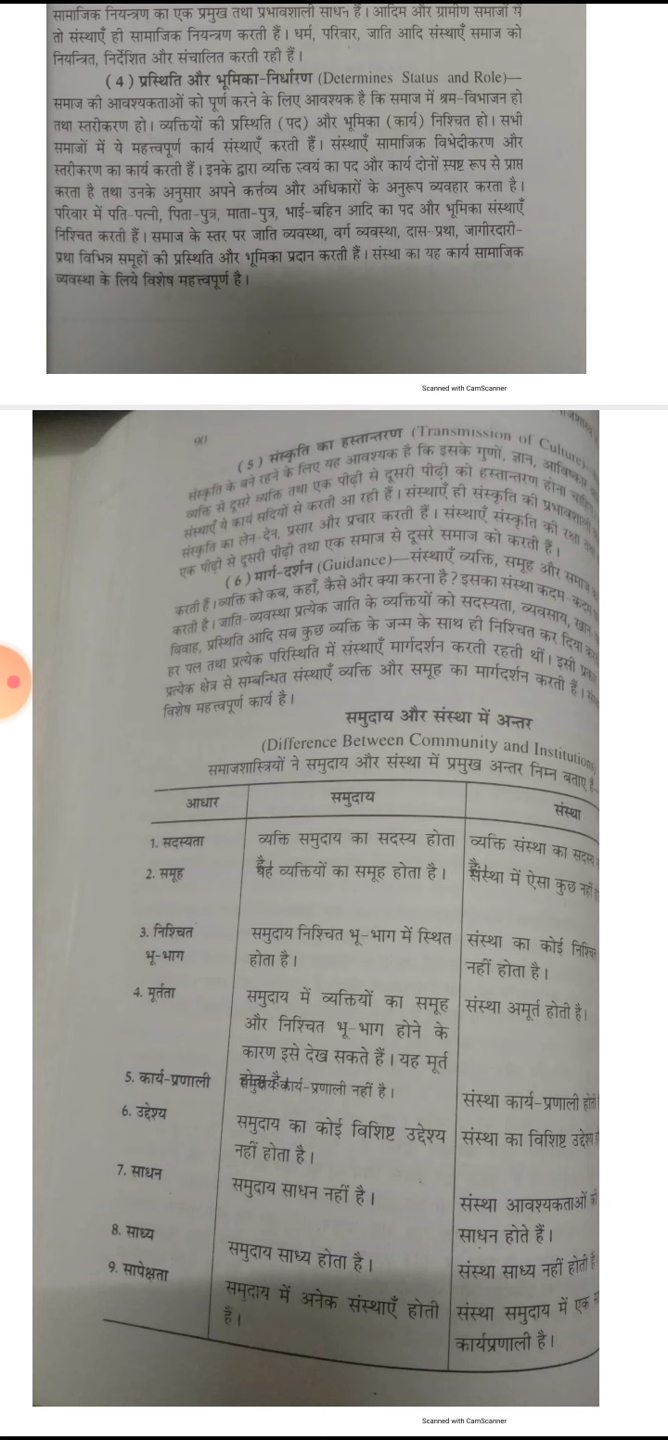 सामाजिक नियन्त्रण का एक प्रमुख तथा प्रभावशाली साधन है। आदिम और ग्रामीण समाजों में
तो संस्थाएँ ही सामाजिक नियन्त्रण करती हैं। धर्म, परिवार, जाति आदि संस्थाएँ समाज को
नियन्त्रित, निर्देशित और संचालित करती रही हैं।
(4) प्रस्थिति और भूमिका-निर्धारण (Determines Status and Role)—
समाज की आवश्यकताओं को पूर्ण करने के लिए आवश्यक है कि समाज में श्रम-विभाजन हो
तथा स्तरीकरण हो। व्यक्तियों की प्रस्थिति (पद) और भूमिका (कार्य) निश्चित हो। सभी
समाजों में ये महत्त्वपूर्ण कार्य संस्थाएँ करती हैं। संस्थाएँ सामाजिक विभेदीकरण और
स्तरीकरण का कार्य करती हैं। इनके द्वारा व्यक्ति स्वयं का पद और कार्य दोनों स्पष्ट रूप से प्राप्त
करता है तथा उनके अनुसार अपने कर्त्तव्य और अधिकारों के अनुरूप व्यवहार करता है।
परिवार में पति-पत्नी, पिता-पुत्र, माता-पुत्र, भाई-बहिन आदि का पद और भूमिका संस्थाएँ
निश्चित करती हैं। समाज के स्तर पर जाति व्यवस्था, वर्ग व्यवस्था, दास-प्रथा, जागीरदारी-
प्रथा विभिन्न समूहों की प्रस्थिति और भूमिका प्रदान करती हैं। संस्था का यह कार्य सामाजिक
व्यवस्था के लिये विशेष महत्त्वपूर्ण है।
Scanned with CamScanner
90
(5) संस्कृति का हस्तान्तरण (Transmission of Culture)—
संस्कृति के बने रहने के लिए यह आवश्यक है कि इसके गुणों, ज्ञान, आविष्कार
व्यक्ति से दूसरे व्यक्ति तथा एक पीढ़ी से दूसरी पीढ़ी को हस्तान्तरण होना चाहिए
संस्थाएँ ये कार्य सदियों से करती आ रही हैं। संस्थाएँ ही संस्कृति की प्रभावशाली
संस्कृति का लेन-देन, प्रसार और प्रचार करती हैं। संस्थाएँ संस्कृति की रक्षा
एक पीढ़ी से दूसरी पीढ़ी तथा एक समाज से दूसरे समाज को करती हैं।
(6) मार्ग-दर्शन (Guidance)—संस्थाएँ व्यक्ति, समूह और समाज
करती हैं। व्यक्ति को कब, कहाँ, कैसे और क्या करना है? इसका संस्था कदम-कदम
करती है। जाति-व्यवस्था प्रत्येक जाति के व्यक्तियों को सदस्यता, व्यवसाय, खान
विवाह, प्रस्थिति आदि सब कुछ व्यक्ति के जन्म के साथ ही निश्चित कर दिया
हर पल तथा प्रत्येक परिस्थिति में संस्थाएँ मार्गदर्शन करती रहती थीं। इसी
प्रत्येक क्षेत्र से सम्बन्धित संस्थाएँ व्यक्ति और समूह का मार्गदर्शन करती हैं।
विशेष महत्त्वपूर्ण कार्य है।
समुदाय और संस्था में अन्तर
(Difference Between Community and Institution
समाजशास्त्रियों ने समुदाय और संस्था में प्रमुख अन्तर निम्न बताए हैं—
आधार समुदाय संस्था
1. सदस्यता व्यक्ति समुदाय का सदस्य होता व्यक्ति संस्था का सदस्य
है।
2. समूह यह व्यक्तियों का समूह होता है। संस्था में ऐसा कुछ नहीं
3. निश्चित समुदाय निश्चित भू-भाग में स्थित संस्था का कोई निश्चित
भू-भाग होता है। नहीं होता है।
4. मूर्तता समुदाय में व्यक्तियों का समूह संस्था अमूर्त होती है।
और निश्चित भू-भाग होने के
कारण इसे देख सकते हैं। यह मूर्त
होता है।
5. कार्य-प्रणाली समुदाय कार्य-प्रणाली नहीं है। संस्था कार्य-प्रणाली होती
6. उद्देश्य समुदाय का कोई विशिष्ट उद्देश्य संस्था का विशिष्ट उद्देश्य
नहीं होता है।
7. साधन समुदाय साधन नहीं है। संस्था आवश्यकताओं की
साधन होते हैं।
8. साध्य समुदाय साध्य होता है। संस्था साध्य नहीं होती है
9. सापेक्षता समुदाय में अनेक संस्थाएँ होती संस्था समुदाय में एक
हैं। कार्यप्रणाली है।
Scanned with CamScanner